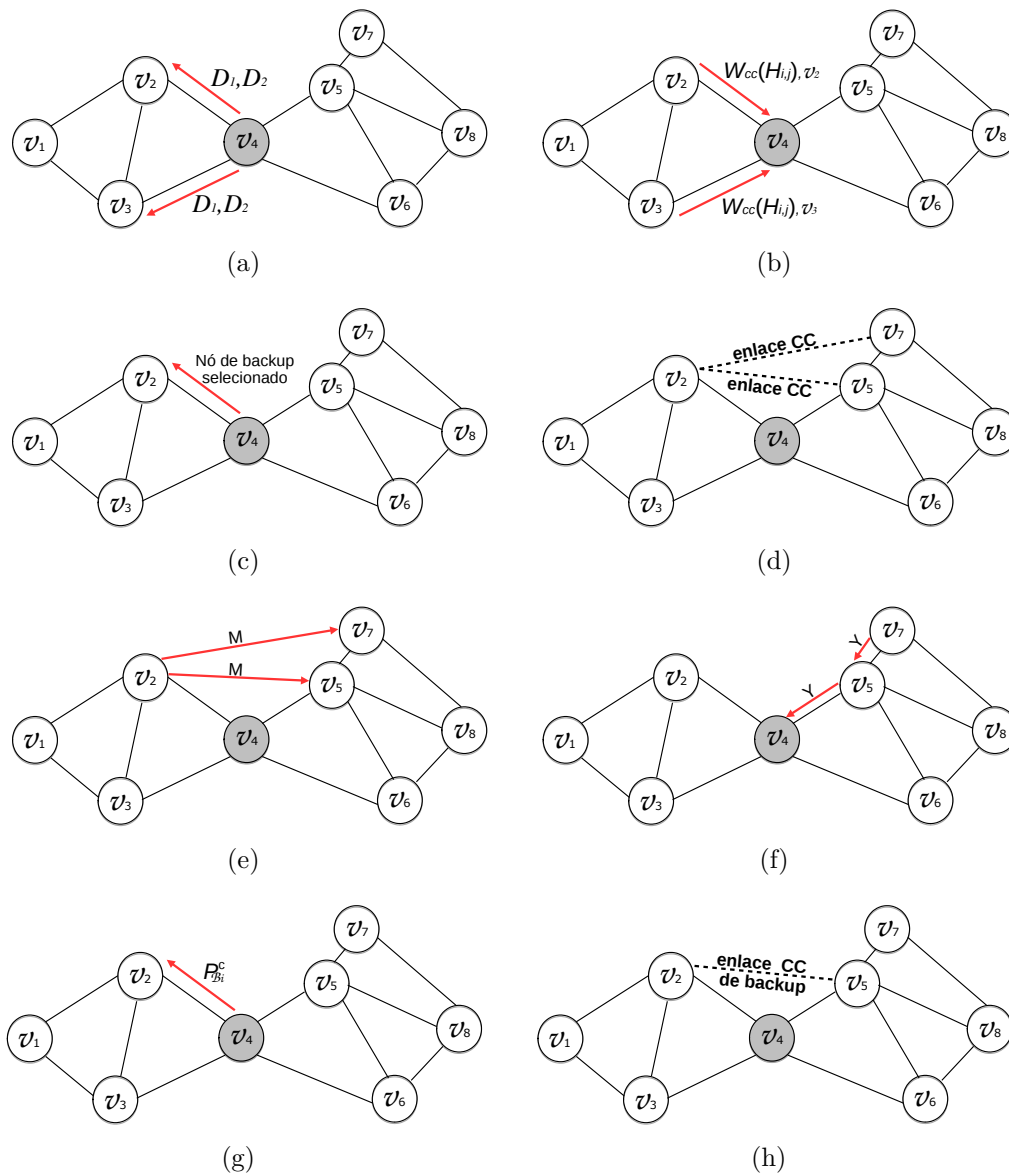 v7
v2
D1,D2
v5
v1
v4
v8
v3
D1,D2
v6
(a)
v7
v2
Wcc(Hi,j),v2
v5
v1
v4
v8
v3
Wcc(Hi,j),v3
v6
(b)
v7
Nó de backup
selecionado
v2
v5
v1
v4
v8
v3
v6
(c)
v7
enlace CC
v2
enlace CC
v5
v1
v4
v8
v3
v6
(d)
v7
M
v2
M
v5
v1
v4
v8
v3
v6
(e)
v7
Y
v2
Y
v5
v1
v4
v8
v3
v6
(f)
v7
v2
PcBi
v5
v1
v4
v8
v3
v6
(g)
v7
enlace CC
de backup
v2
v5
v1
v4
v8
v3
v6
(h)